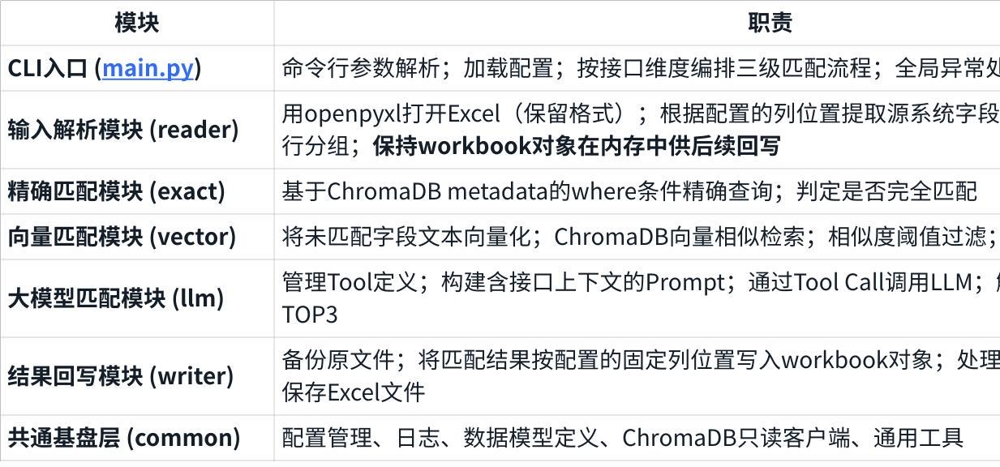 模块 职责
CLI入口 (main.py) 命令行参数解析；加载配置；按接口维度编排三级匹配流程；全局异常
输入解析模块 (reader) 用openpyxl打开Excel（保留格式）；根据配置的列位置提取源系统字段
行分组；保持workbook对象在内存中供后续回写
精确匹配模块 (exact) 基于ChromaDB metadata的where条件精确查询；判定是否完全匹配
向量匹配模块 (vector) 将未匹配字段文本向量化；ChromaDB向量相似检索；相似度阈值过滤；
大模型匹配模块 (llm) 管理Tool定义；构建含接口上下文的Prompt；通过Tool Call调用LLM；
TOP3
结果回写模块 (writer) 备份原文件；将匹配结果按配置的固定列位置写入workbook对象；处理
保存Excel文件
共通基盘层 (common) 配置管理、日志、数据模型定义、ChromaDB只读客户端、通用工具